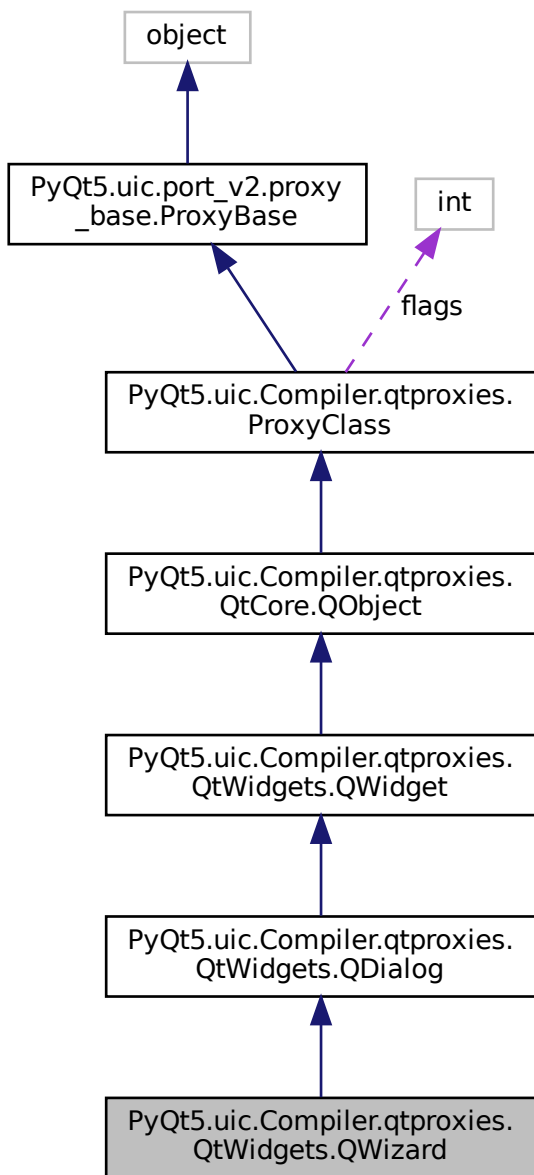 object
PyQt5.uic.port_v2.proxy
_base.ProxyBase
int
flags
PyQt5.uic.Compiler.qtproxies.
ProxyClass
PyQt5.uic.Compiler.qtproxies.
QtCore.QObject
PyQt5.uic.Compiler.qtproxies.
QtWidgets.QWidget
PyQt5.uic.Compiler.qtproxies.
QtWidgets.QDialog
PyQt5.uic.Compiler.qtproxies.
QtWidgets.QWizard